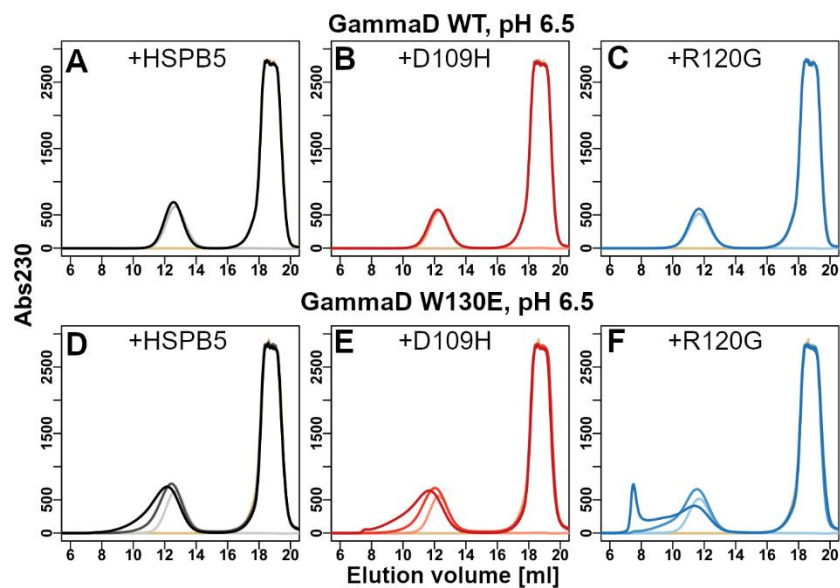 GammaD WT, pH 6.5
A +HSPB5
B +D109H
C +R120G
2500
1500
500
0
2500
1500
500
0
2500
1500
500
0
6 8 10 12 14 16 18 20
6 8 10 12 14 16 18 20
6 8 10 12 14 16 18 20
Abs230
GammaD W130E, pH 6.5
D +HSPB5
E +D109H
F +R120G
2500
1500
500
0
2500
1500
500
0
2500
1500
500
0
6 8 10 12 14 16 18 20
6 8 10 12 14 16 18 20
6 8 10 12 14 16 18 20
Elution volume [ml]